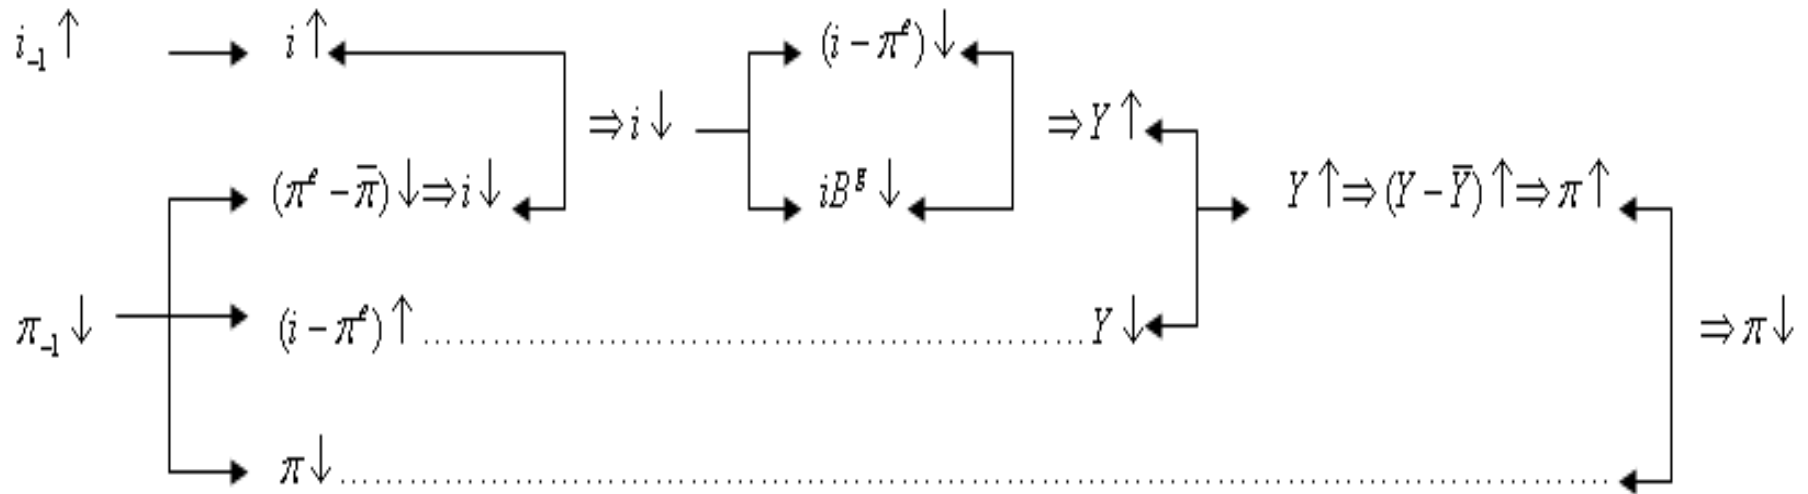 i₋₁ ↑ → i ↑ (i − πᵉ) ↓
⇒ i ↓ ⇒ Y ↑
(πᵉ − π̄) ↓ ⇒ i ↓ iBᵍ ↓ Y ↑ ⇒ (Y − Ȳ) ↑ ⇒ π ↑
π₋₁ ↓ (i − πᵉ) ↑ Y ↓ ⇒ π ↓
π ↓